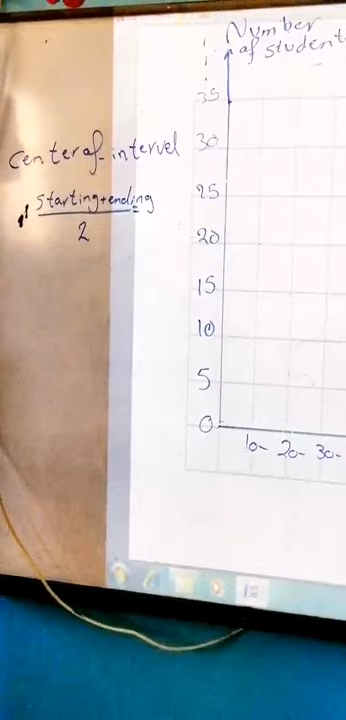 Number
of student
35
30
center of interval
starting+ending
2
25
20
15
10
5
0
10- 20- 30-